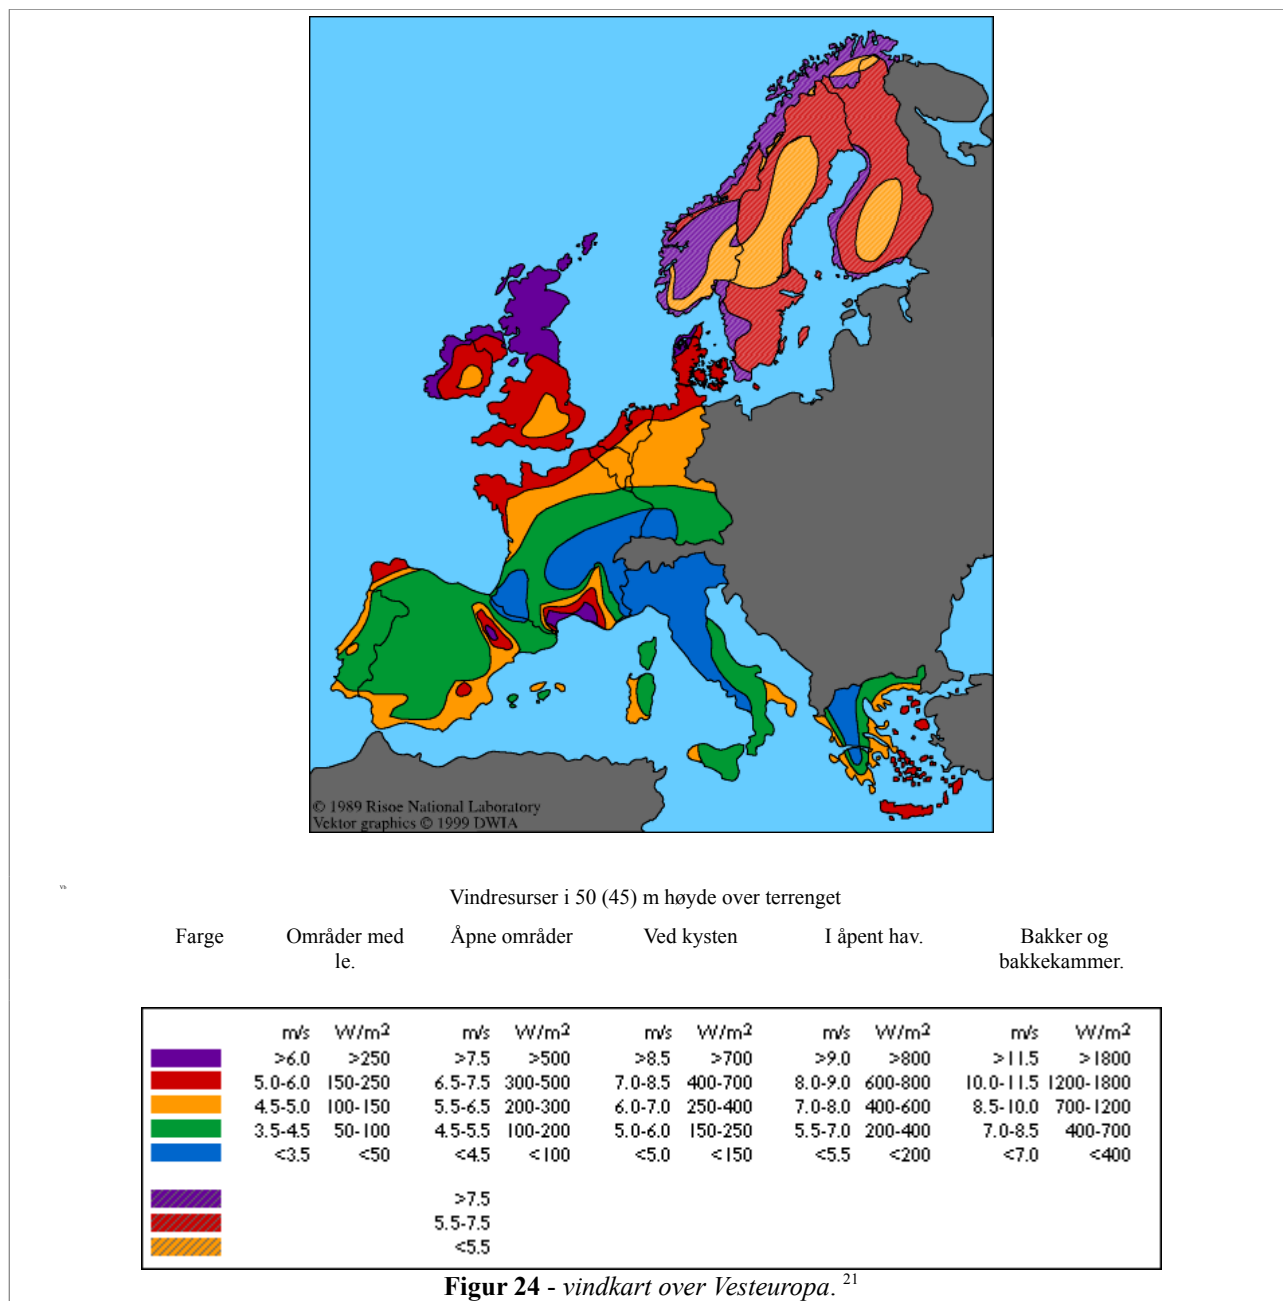 © 1989 Risoe National Laboratory
Vektor graphics © 1999 DWIA
Vindresurser i 50 (45) m høyde over terrenget
Farge Områder med le. Åpne områder Ved kysten I åpent hav. Bakker og bakkekammer.
m/s W/m² m/s W/m² m/s W/m² m/s W/m² m/s W/m²
>6.0 >250 >7.5 >500 >8.5 >700 >9.0 >800 >11.5 >1800
5.0-6.0 150-250 6.5-7.5 300-500 7.0-8.5 400-700 8.0-9.0 600-800 10.0-11.5 1200-1800
4.5-5.0 100-150 5.5-6.5 200-300 6.0-7.0 250-400 7.0-8.0 400-600 8.5-10.0 700-1200
3.5-4.5 50-100 4.5-5.5 100-200 5.0-6.0 150-250 5.5-7.0 200-400 7.0-8.5 400-700
<3.5 <50 <4.5 <100 <5.0 <150 <5.5 <200 <7.0 <400
>7.5
5.5-7.5
<5.5
Figur 24 - vindkart over Vesteuropa. 21